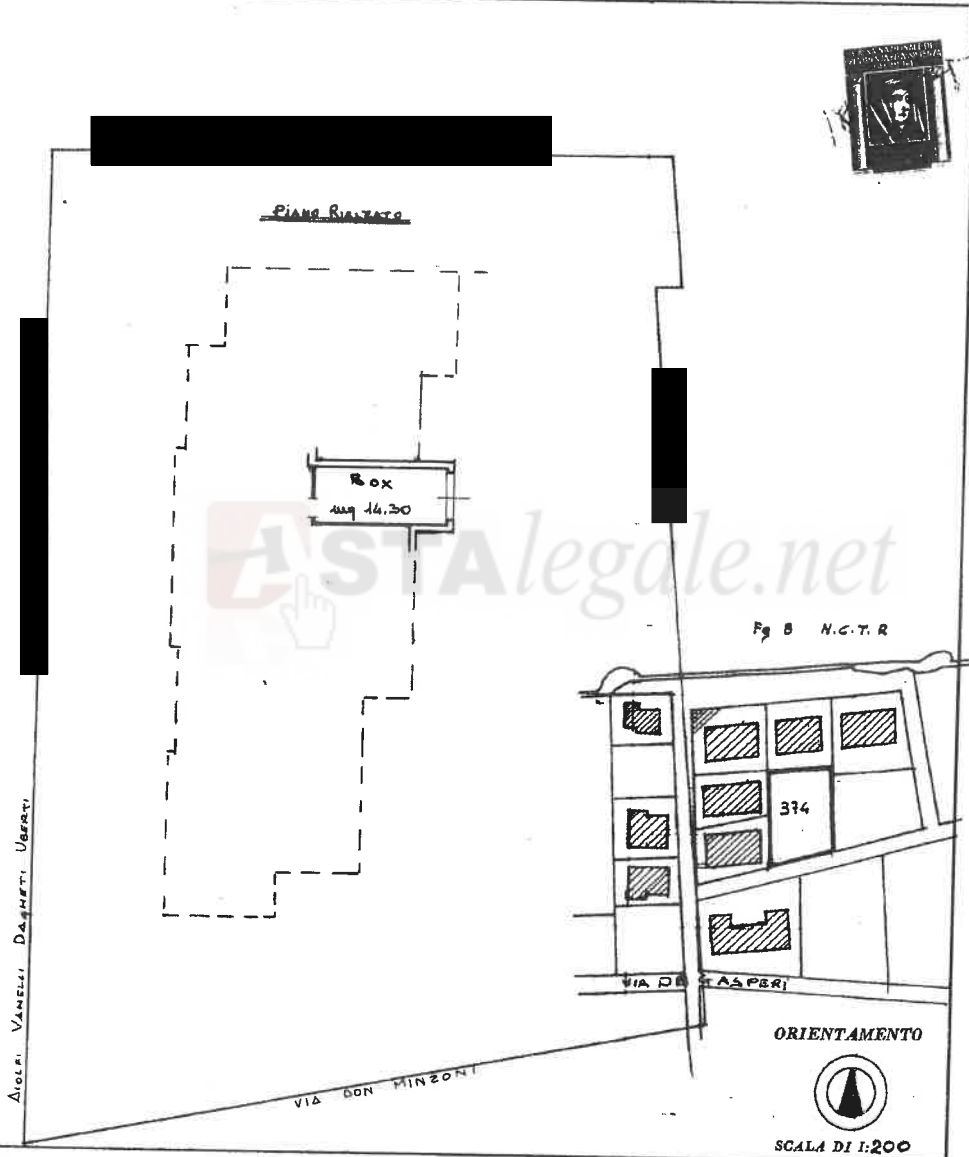 PIANO RIALZATO
BOX
mq 14.30
ASTAlegale.net
Fg 8 N.C.T.R
374
VIA DE GASPERI
AIOLFI VANELLI DAGHETI UBERTI
VIA DON MINZONI
ORIENTAMENTO
SCALA DI 1:200